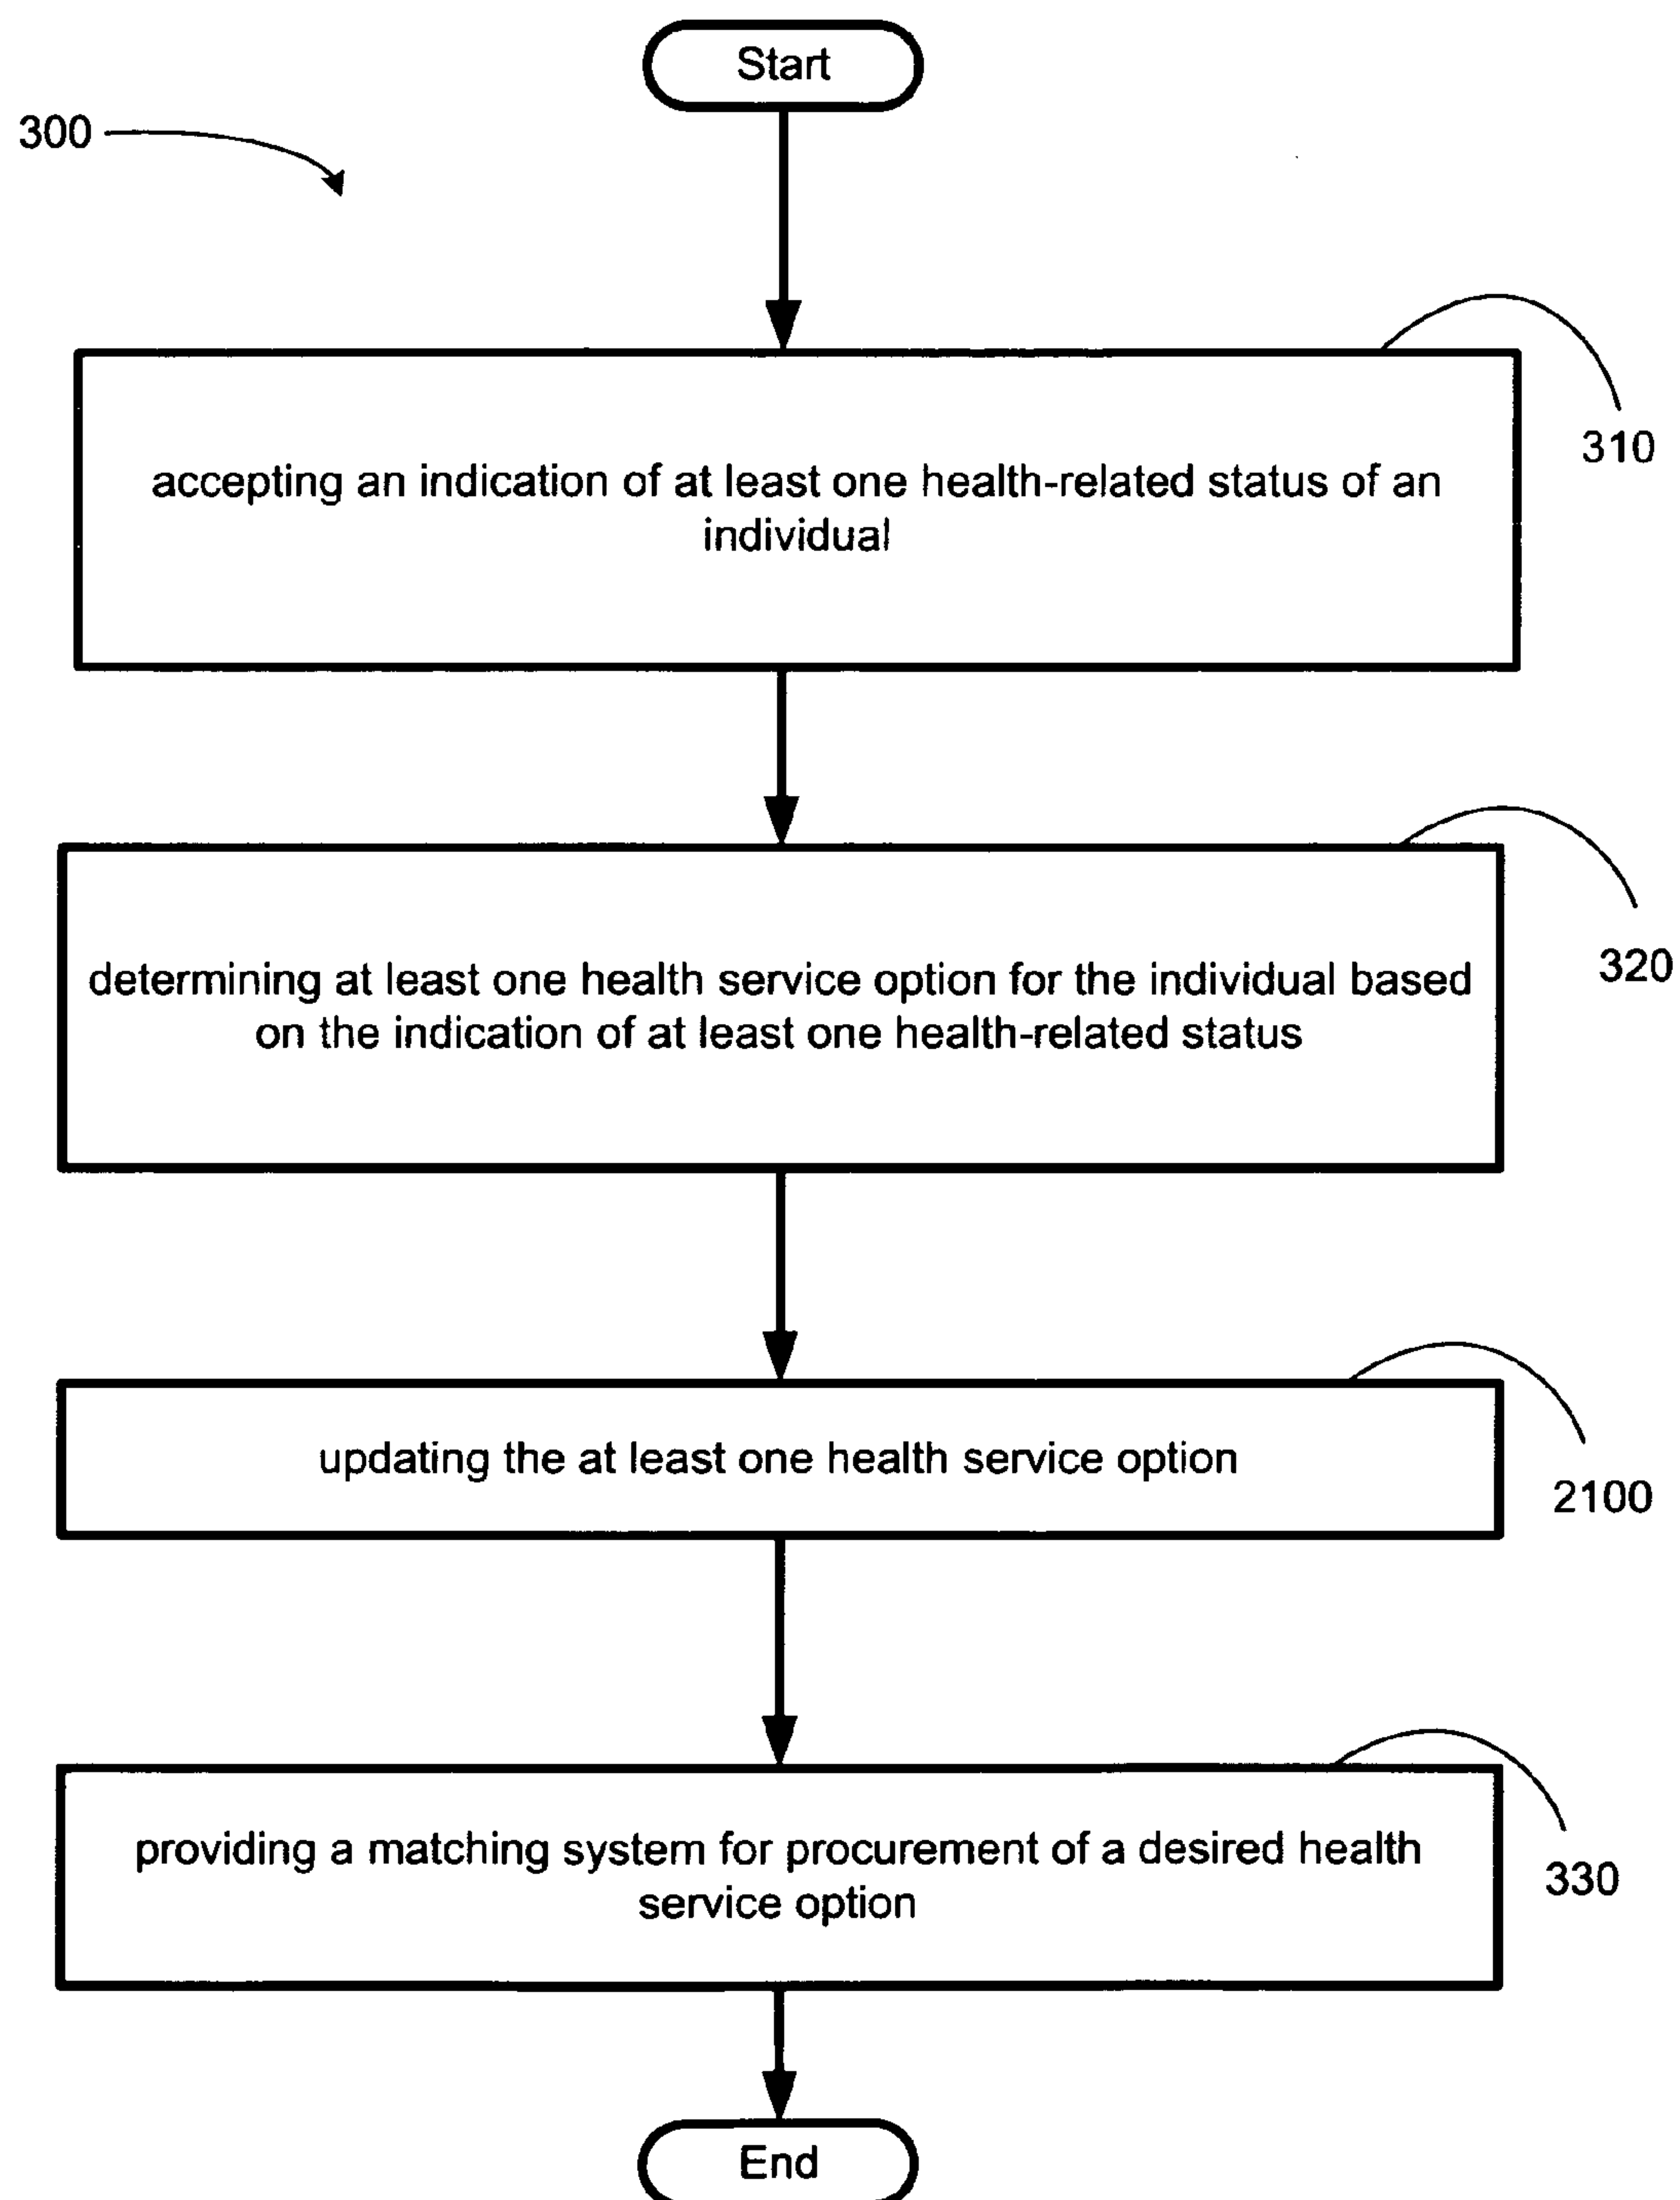 Start
300
310
accepting an indication of at least one health-related status of an
individual
320
determining at least one health service option for the individual based
on the indication of at least one health-related status
updating the at least one health service option
2100
providing a matching system for procurement of a desired health
service option
330
End